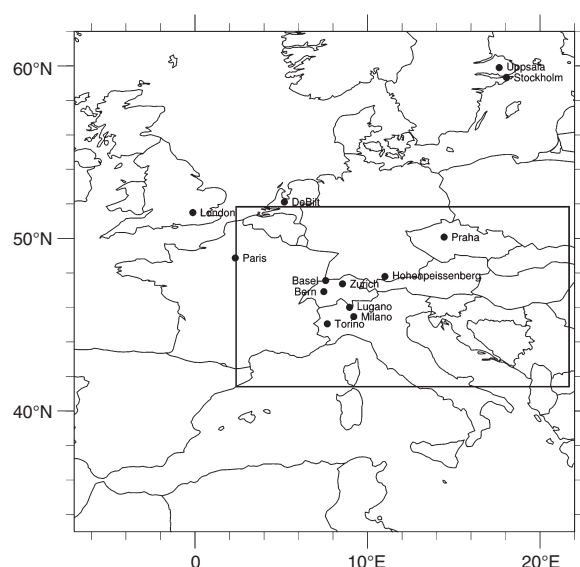 60°N
Uppsala
Stockholm
DeBilt
London
50°N
Praha
Paris
Hohenpeissenberg
Basel
Zurich
Bern
Lugano
Milano
Torino
40°N
0
10°E
20°E